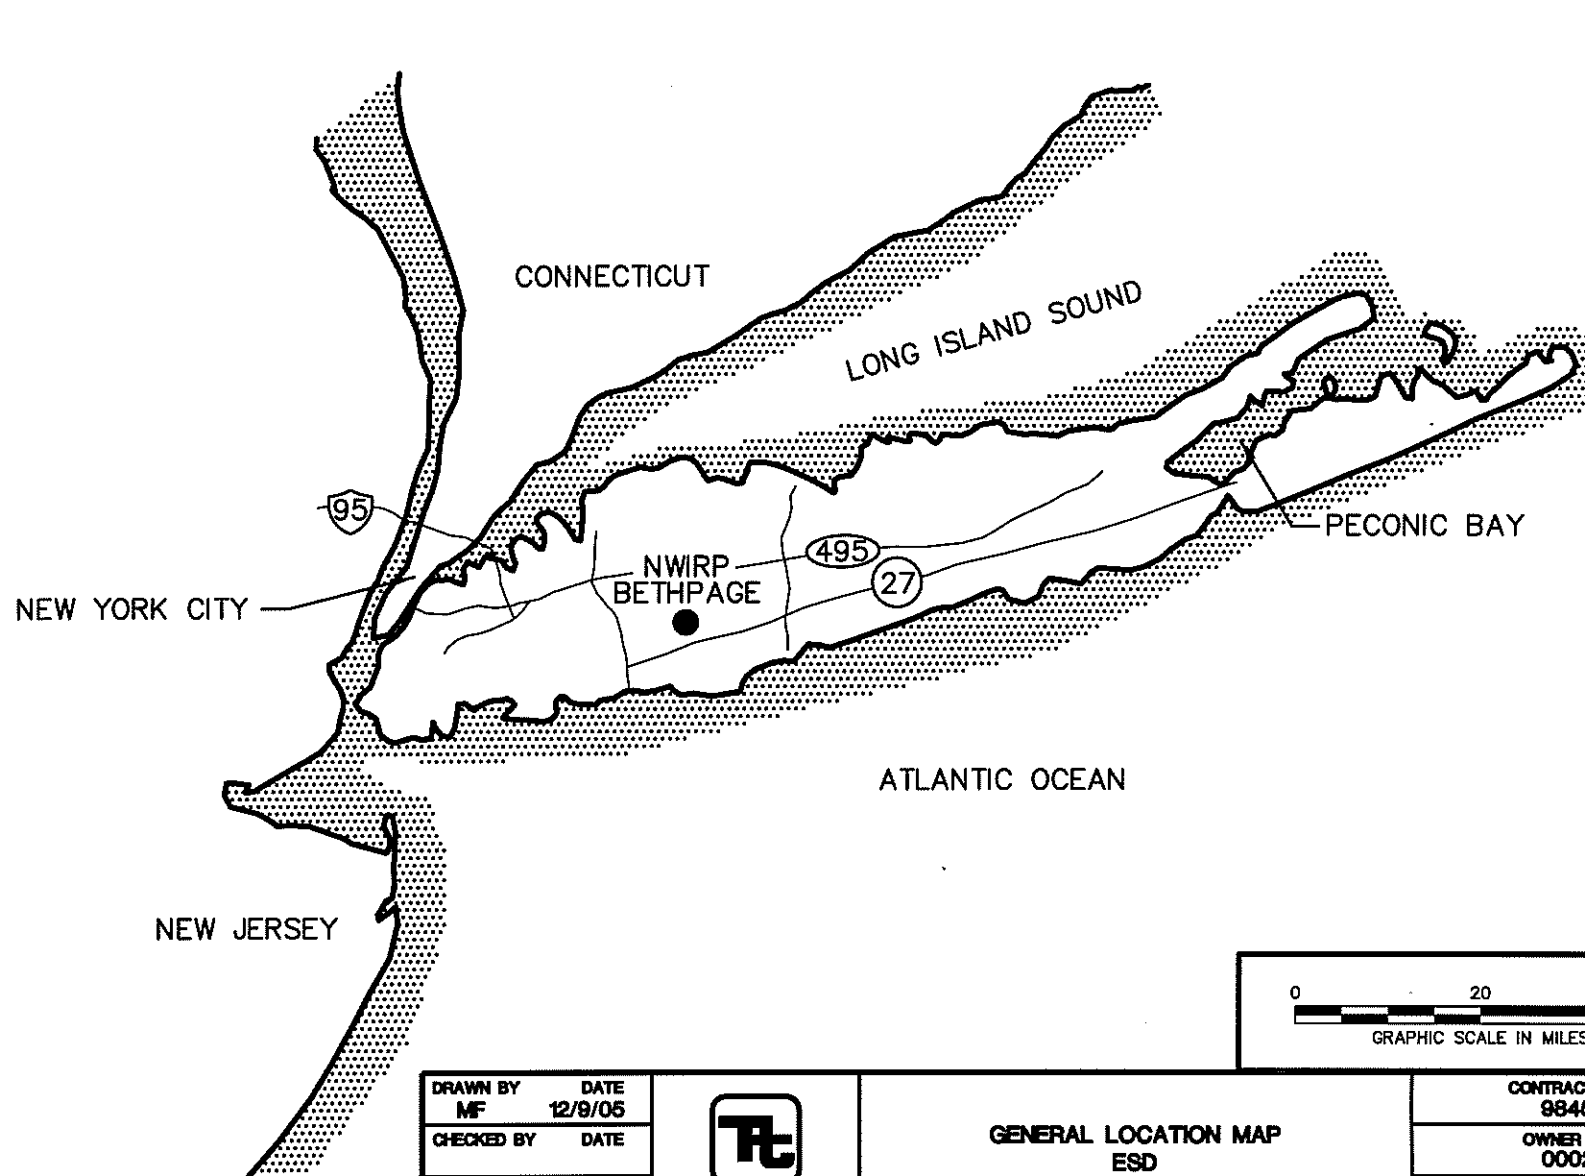 CONNECTICUT
LONG ISLAND SOUND
95
495
PECONIC BAY
NWIRP
BETHPAGE
27
NEW YORK CITY
ATLANTIC OCEAN
NEW JERSEY
0 20
GRAPHIC SCALE IN MILES
DRAWN BY DATE
MF 12/9/05
CHECKED BY DATE
GENERAL LOCATION MAP
ESD
OWNER